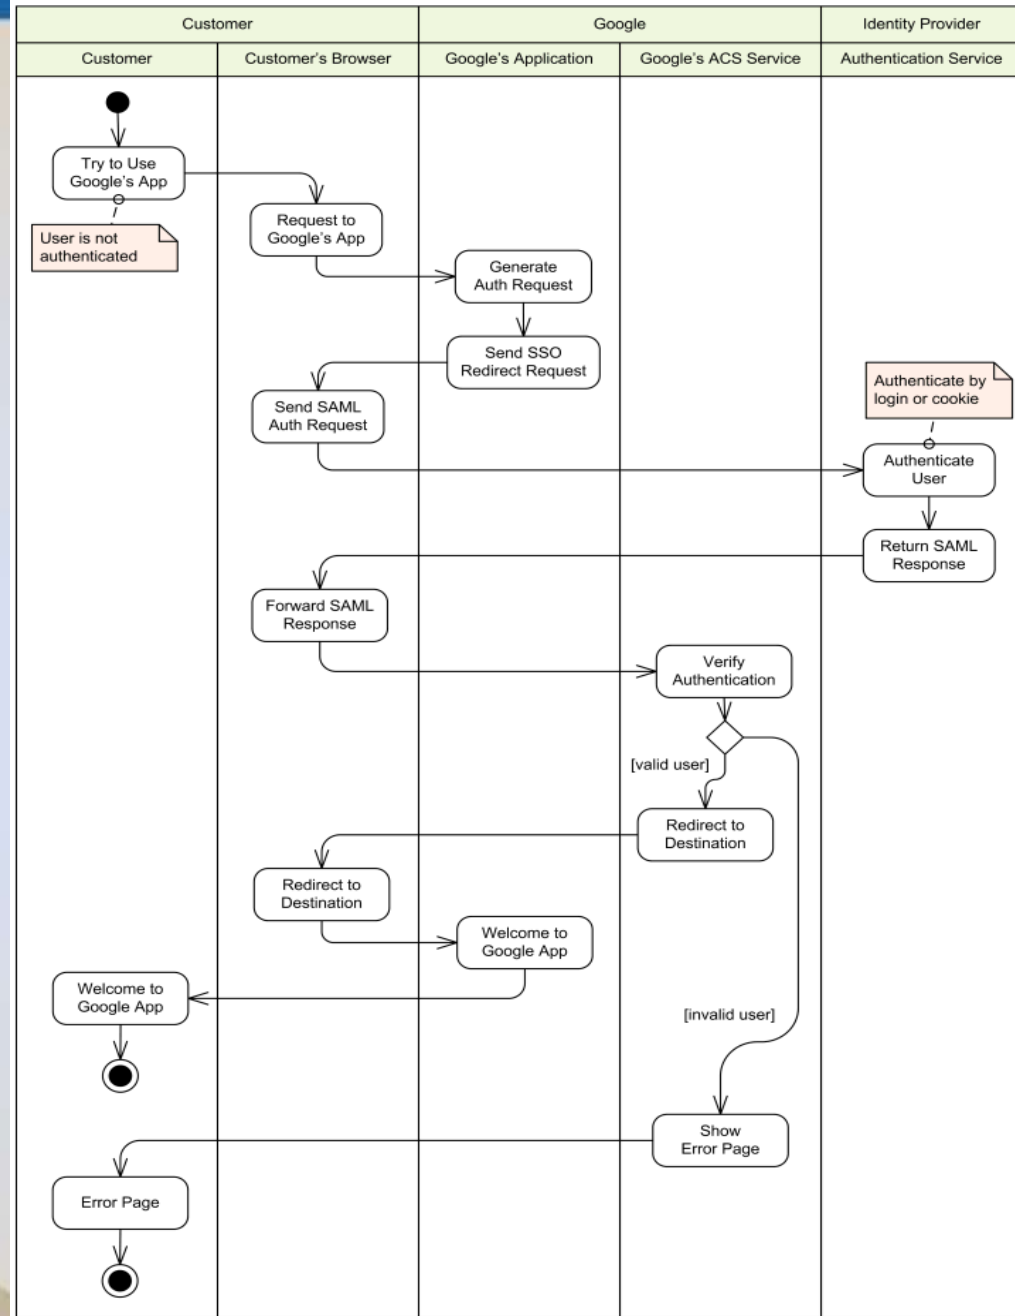 Customer
Google
Identity Provider
Customer
Customer's Browser
Google's Application
Google's ACS Service
Authentication Service
Try to Use
Google's App
User is not
authenticated
Request to
Google's App
Generate
Auth Request
Send SSO
Redirect Request
Send SAML
Auth Request
Authenticate by
login or cookie
Authenticate
User
Return SAML
Response
Forward SAML
Response
Verify
Authentication
[valid user]
Redirect to
Destination
Redirect to
Destination
Welcome to
Google App
Welcome to
Google App
[invalid user]
Show
Error Page
Error Page